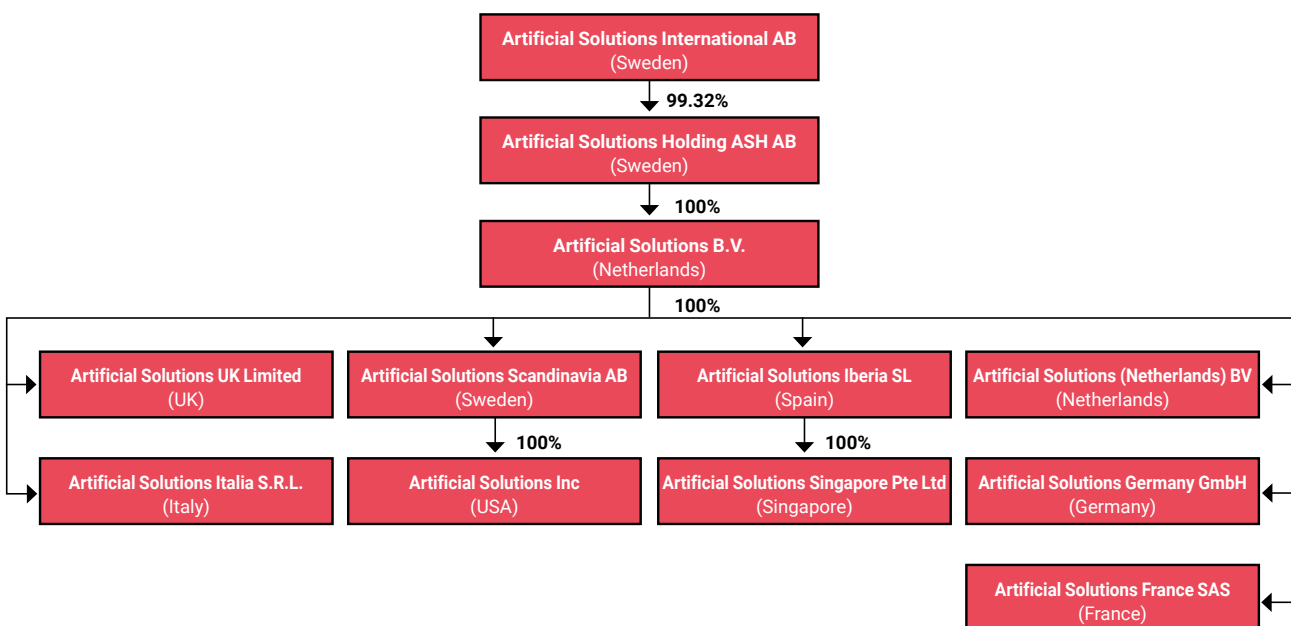 Artificial Solutions International AB
(Sweden)
99.32%
Artificial Solutions Holding ASH AB
(Sweden)
100%
Artificial Solutions B.V.
(Netherlands)
100%
Artificial Solutions UK Limited
(UK)
Artificial Solutions Scandinavia AB
(Sweden)
Artificial Solutions Iberia SL
(Spain)
Artificial Solutions (Netherlands) BV
(Netherlands)
100%
100%
Artificial Solutions Italia S.R.L.
(Italy)
Artificial Solutions Inc
(USA)
Artificial Solutions Singapore Pte Ltd
(Singapore)
Artificial Solutions Germany GmbH
(Germany)
Artificial Solutions France SAS
(France)